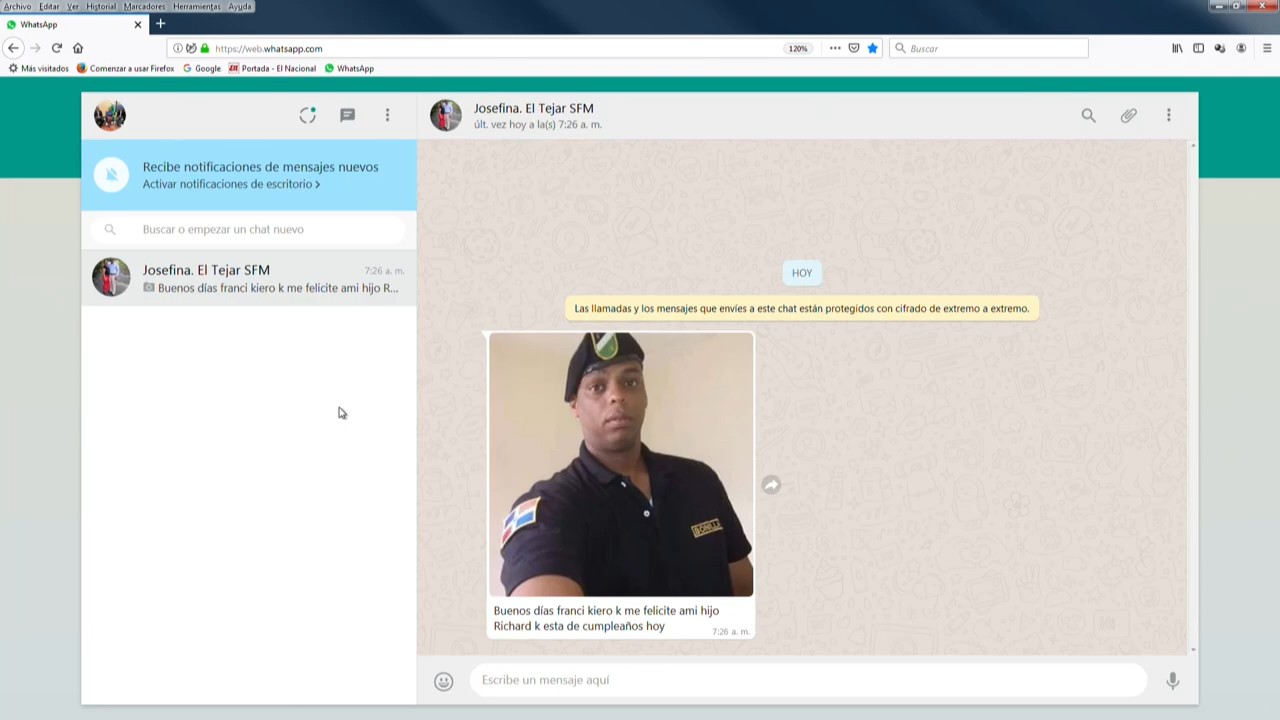 Archivo Editar Ver Historial Marcadores Herramientas Ayuda
WhatsApp
https://web.whatsapp.com
120%
Buscar
Más visitados Comenzar a usar Firefox Google Portada - El Nacional WhatsApp
Josefina. El Tejar SFM
últ. vez hoy a la(s) 7:26 a. m.
Recibe notificaciones de mensajes nuevos
Activar notificaciones de escritorio >
Buscar o empezar un chat nuevo
Josefina. El Tejar SFM 7:26 a. m.
Buenos días franci kiero k me felicite ami hijo R...
HOY
Las llamadas y los mensajes que envíes a este chat están protegidos con cifrado de extremo a extremo.
Buenos días franci kiero k me felicite ami hijo
Richard k esta de cumpleaños hoy
7:26 a. m.
Escribe un mensaje aquí